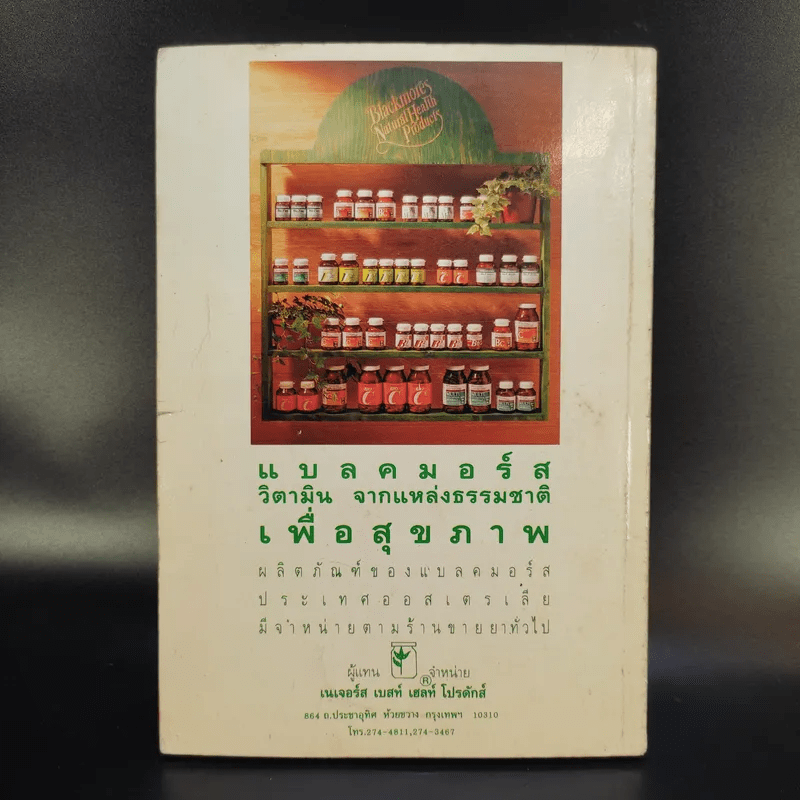 Blackmores
Natural Health
Products
แบลคมอร์ส
วิตามิน จากแหล่งธรรมชาติ
เพื่อสุขภาพ
ผลิตภัณฑ์ของแบลคมอร์ส
ประเทศออสเตรเลีย
มีจำหน่ายตามร้านขายยาทั่วไป
ผู้แทน จำหน่าย
®
เนเจอร์ส เบสท์ เฮลท์ โปรดักส์
864 ถ.ประชาอุทิศ ห้วยขวาง กรุงเทพฯ 10310
โทร.274-4811,274-3467